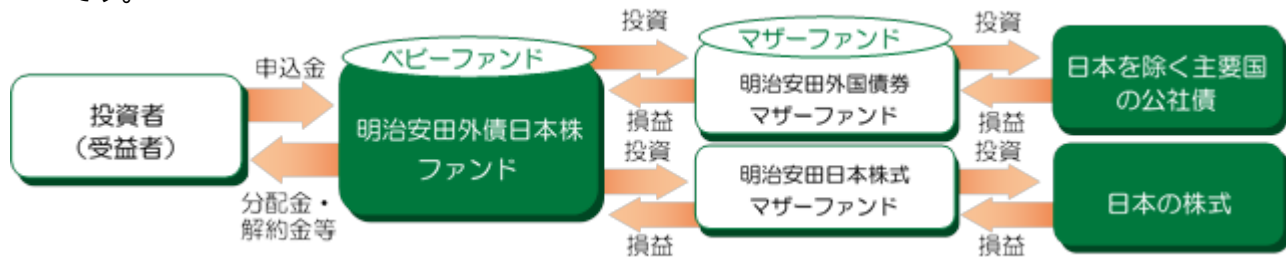 です。
投資者
（受益者）
申込金
分配金・
解約金等
ベビーファンド
明治安田外債日本株
ファンド
投資
損益
投資
損益
マザーファンド
明治安田外国債券
マザーファンド
明治安田日本株式
マザーファンド
投資
損益
投資
損益
日本を除く主要国
の公社債
日本の株式